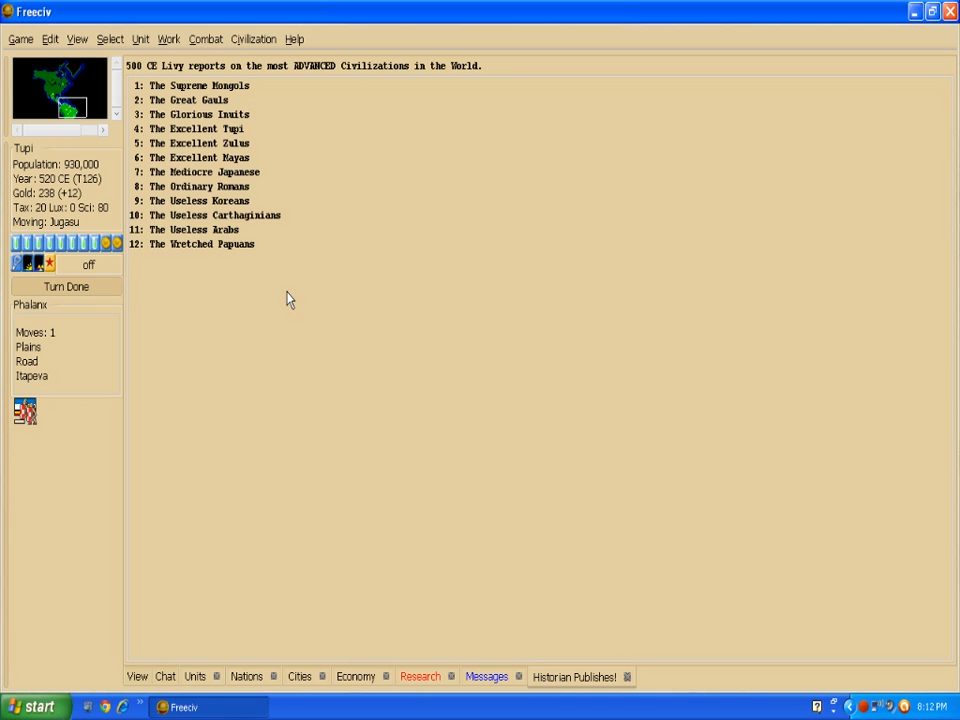 Freeciv
Game Edit View Select Unit Work Combat Civilization Help
500 CE Livy reports on the most ADVANCED Civilizations in the World.
1: The Supreme Mongols
2: The Great Gauls
3: The Glorious Inuits
4: The Excellent Tupi
5: The Excellent Zulus
6: The Excellent Mayas
7: The Mediocre Japanese
8: The Ordinary Romans
9: The Useless Koreans
10: The Useless Carthaginians
11: The Useless Arabs
12: The Wretched Papuans
Tupi
Population: 930,000
Year: 520 CE (T126)
Gold: 238 (+12)
Tax: 20 Lux: 0 Sci: 80
Moving: Jugasu
off
Turn Done
Phalanx
Moves: 1
Plains
Road
Itapeva
View Chat Units Nations Cities Economy Research Messages Historian Publishes!
start Freeciv 8:12 PM